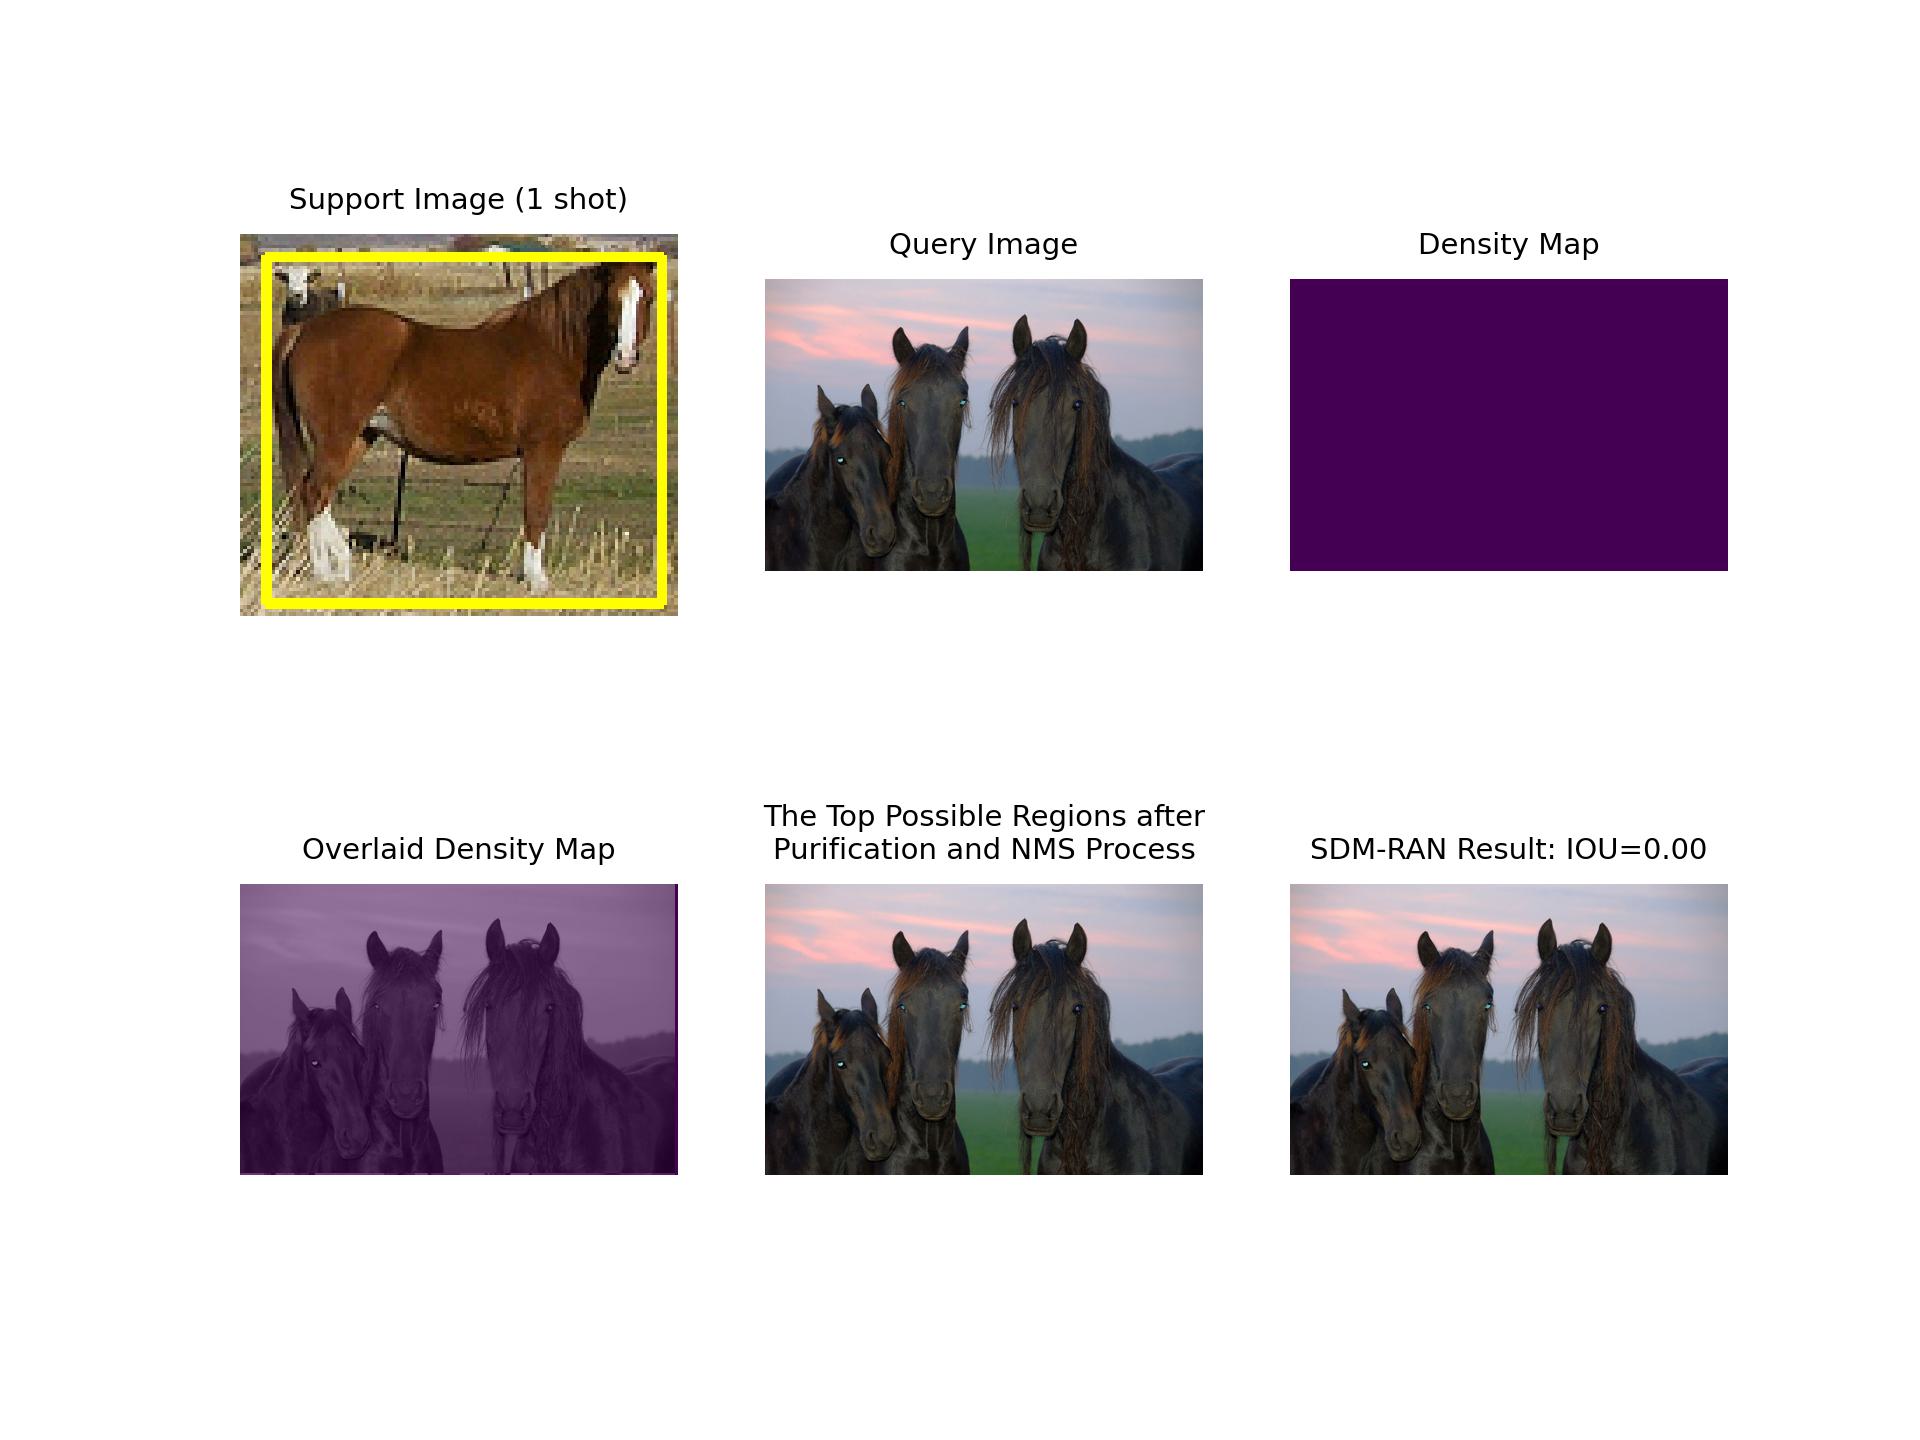 Support Image (1 shot)
Query Image
Density Map
Overlaid Density Map
The Top Possible Regions after
Purification and NMS Process
SDM-RAN Result: IOU=0.00